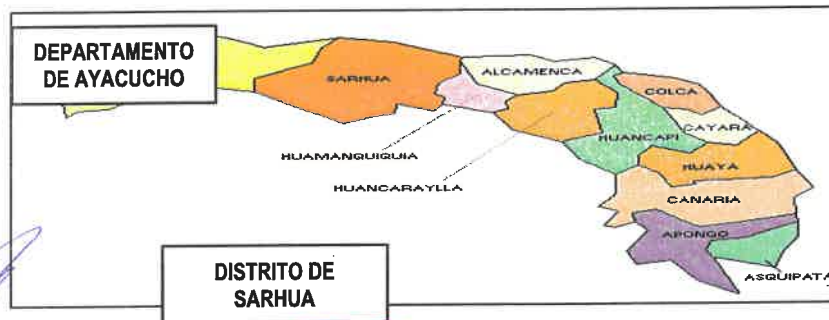 DEPARTAMENTO
DE AYACUCHO
SARHUA
ALCAMENCA
COLCA
CAYARA
HUANCAPI
HUAMANQUIQUIA
HUAYA
HUANCARAYLLA
CANARIA
APONGO
ASQUIPATA
DISTRITO DE
SARHUA